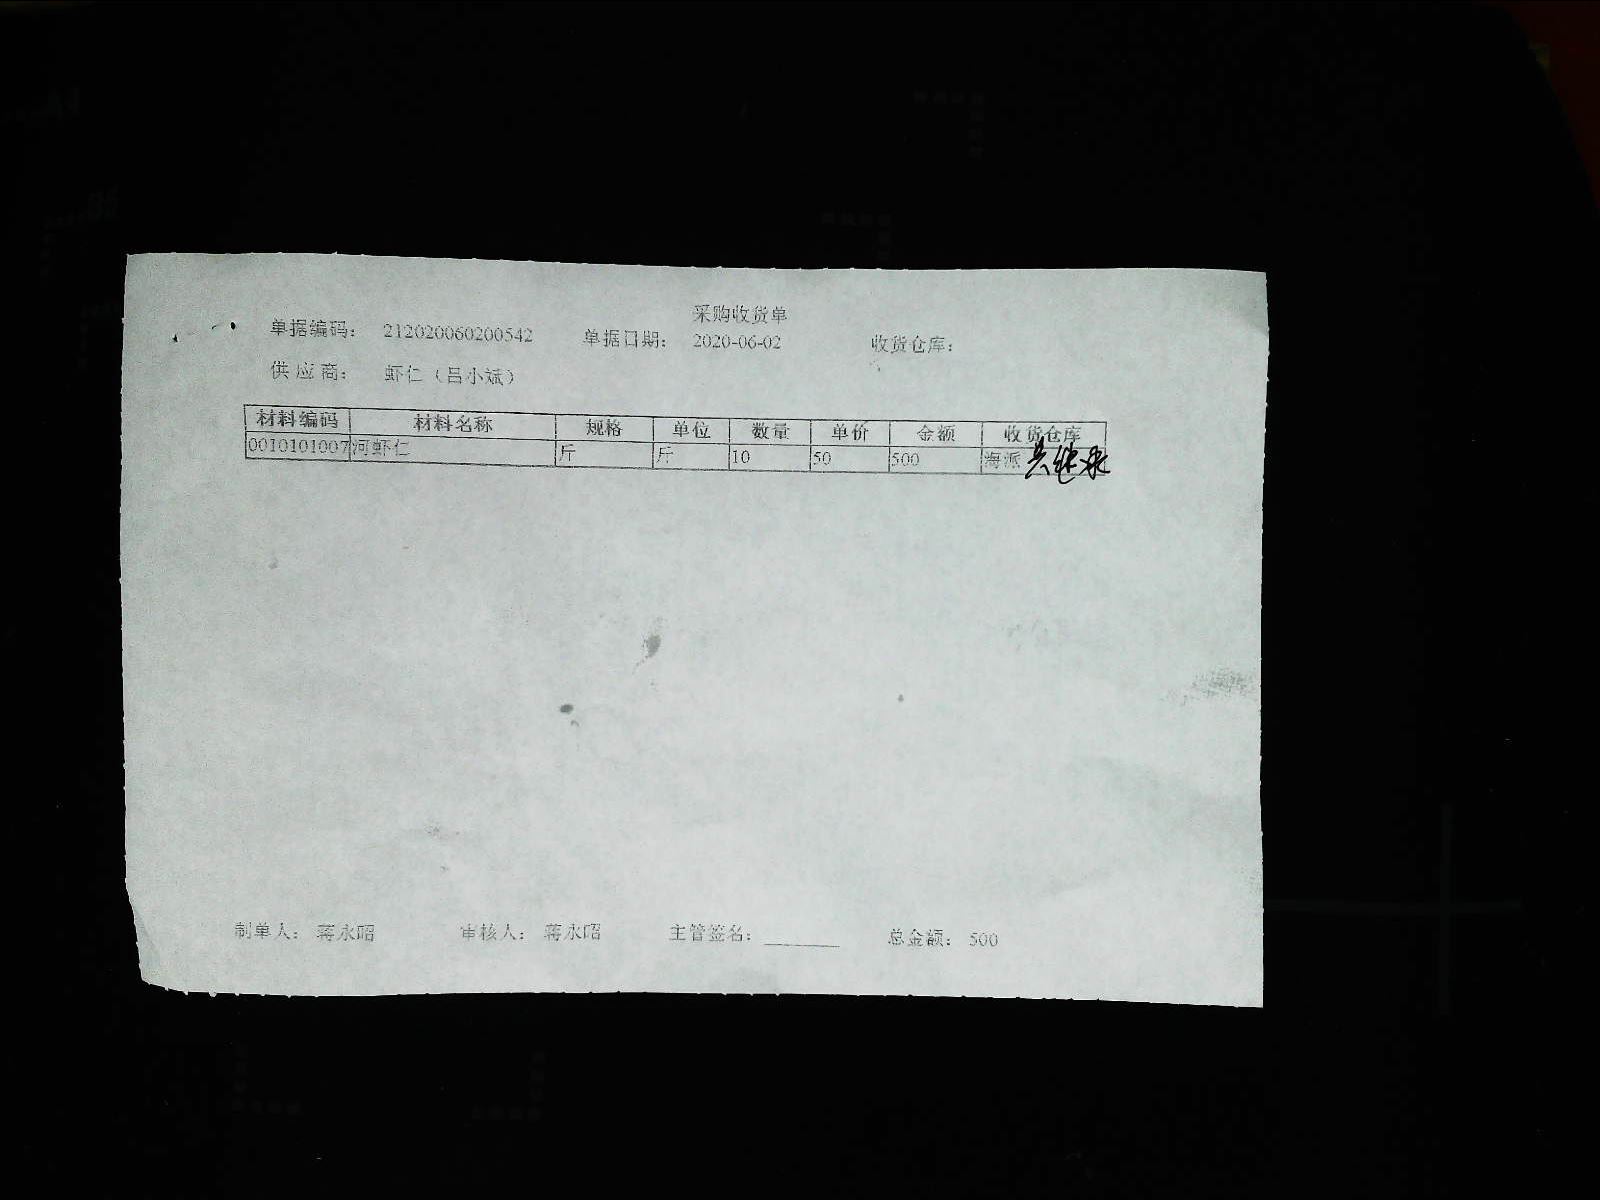 采购收货单
单据编码： 212020060200542 单据日期： 2020-06-02 收货仓库：
供应商： 虾仁（吕小斌）
材料编码 材料名称 规格 单位 数量 单价 金额 收货仓库
0010101007 河虾仁 斤 斤 10 50 500 海派
制单人： 蒋永昭 审核人： 蒋永昭 主管签名： 总金额： 500